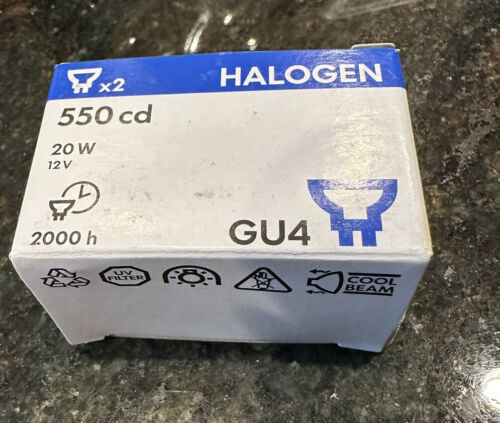 x2 HALOGEN
550 cd
20 W
12 V
2000 h
GU4
UV
FILTER
COOL
BEAM